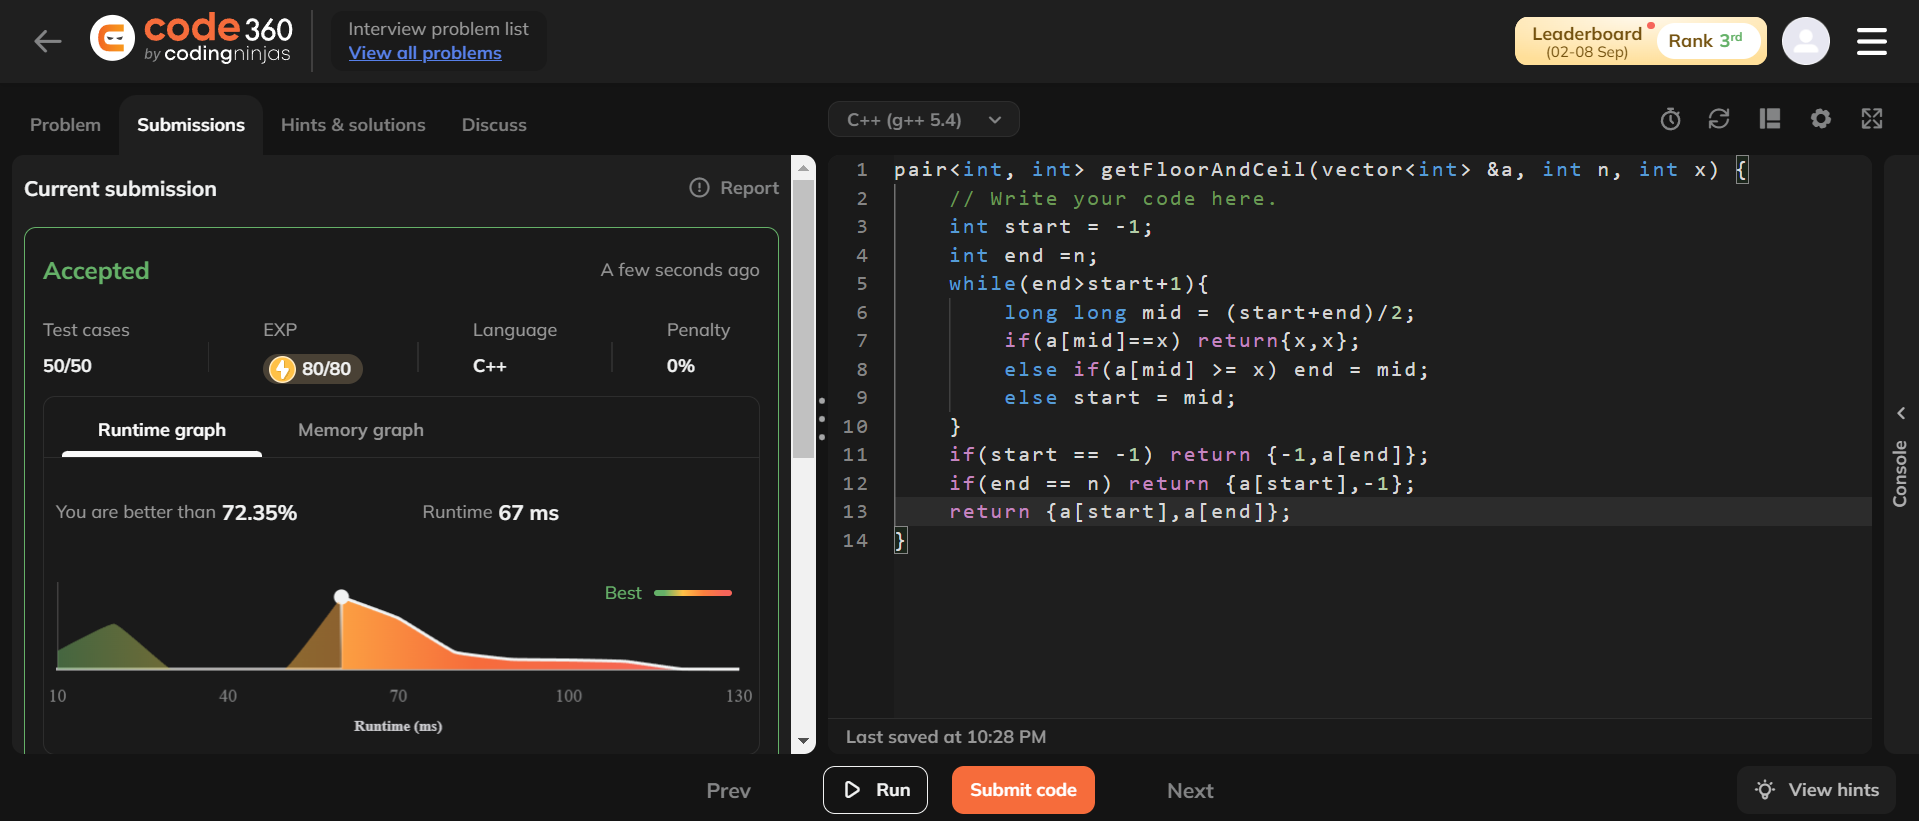 code 360
by codingninjas
Interview problem list
View all problems
Leaderboard
(02-08 Sep)
Rank 3rd
Problem
Submissions
Hints & solutions
Discuss
C++ (g++ 5.4)
Current submission
Report
Accepted
A few seconds ago
Test cases
50/50
EXP
80/80
Language
C++
Penalty
0%
Runtime graph
Memory graph
You are better than 72.35%
Runtime 67 ms
Best
10 40 70 100 130
Runtime (ms)
1 pair<int, int> getFloorAndCeil(vector<int> &a, int n, int x) {
2 // Write your code here.
3 int start = -1;
4 int end =n;
5 while(end>start+1){
6 long long mid = (start+end)/2;
7 if(a[mid]==x) return{x,x};
8 else if(a[mid] >= x) end = mid;
9 else start = mid;
10 }
11 if(start == -1) return {-1,a[end]};
12 if(end == n) return {a[start],-1};
13 return {a[start],a[end]};
14 }
Console
Last saved at 10:28 PM
Prev
Run
Submit code
Next
View hints